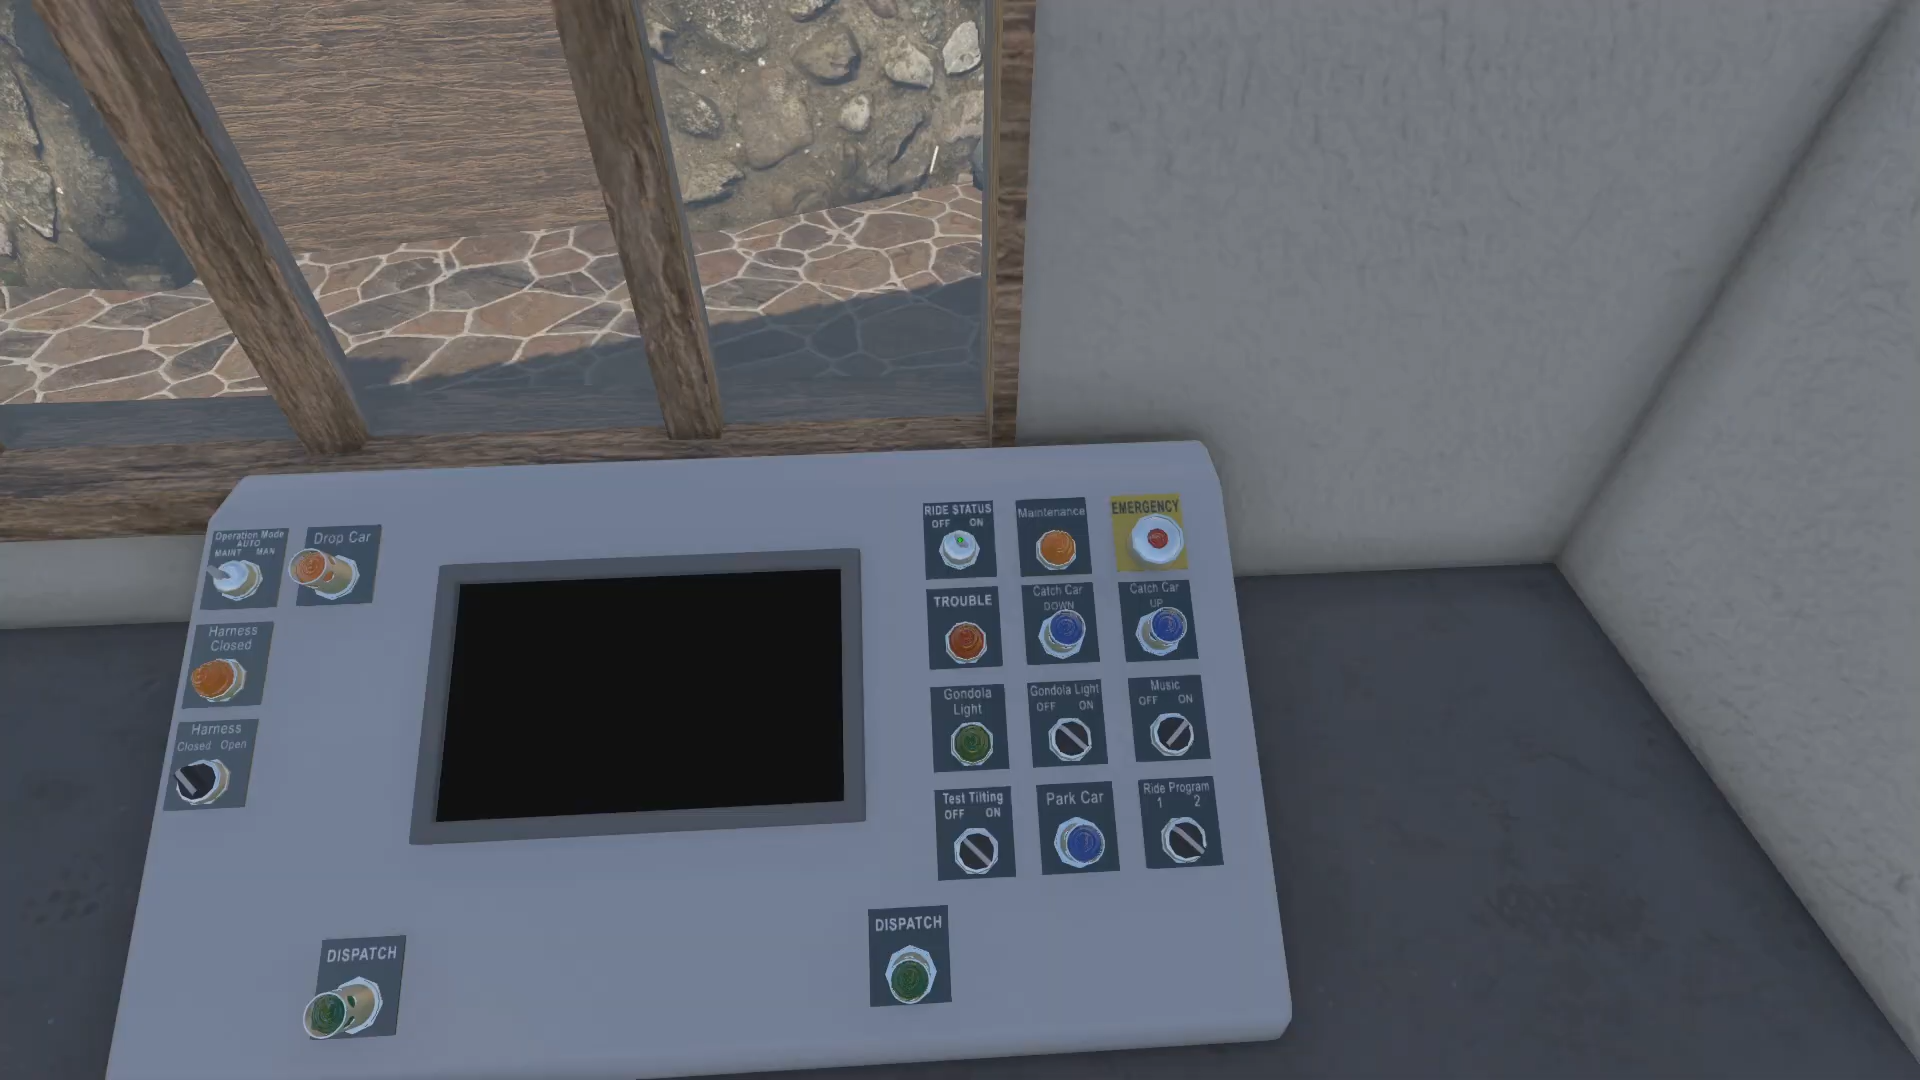 Operation Mode
AUTO
MAINT MAN
Drop Car
Harness
Closed
Harness
Closed Open
DISPATCH
DISPATCH
RIDE STATUS
OFF ON
Maintenance
EMERGENCY
TROUBLE
Catch Car
DOWN
Catch Car
UP
Gondola
Light
Gondola Light
OFF ON
Music
OFF ON
Test Tilting
OFF ON
Park Car
Ride Program
1 2